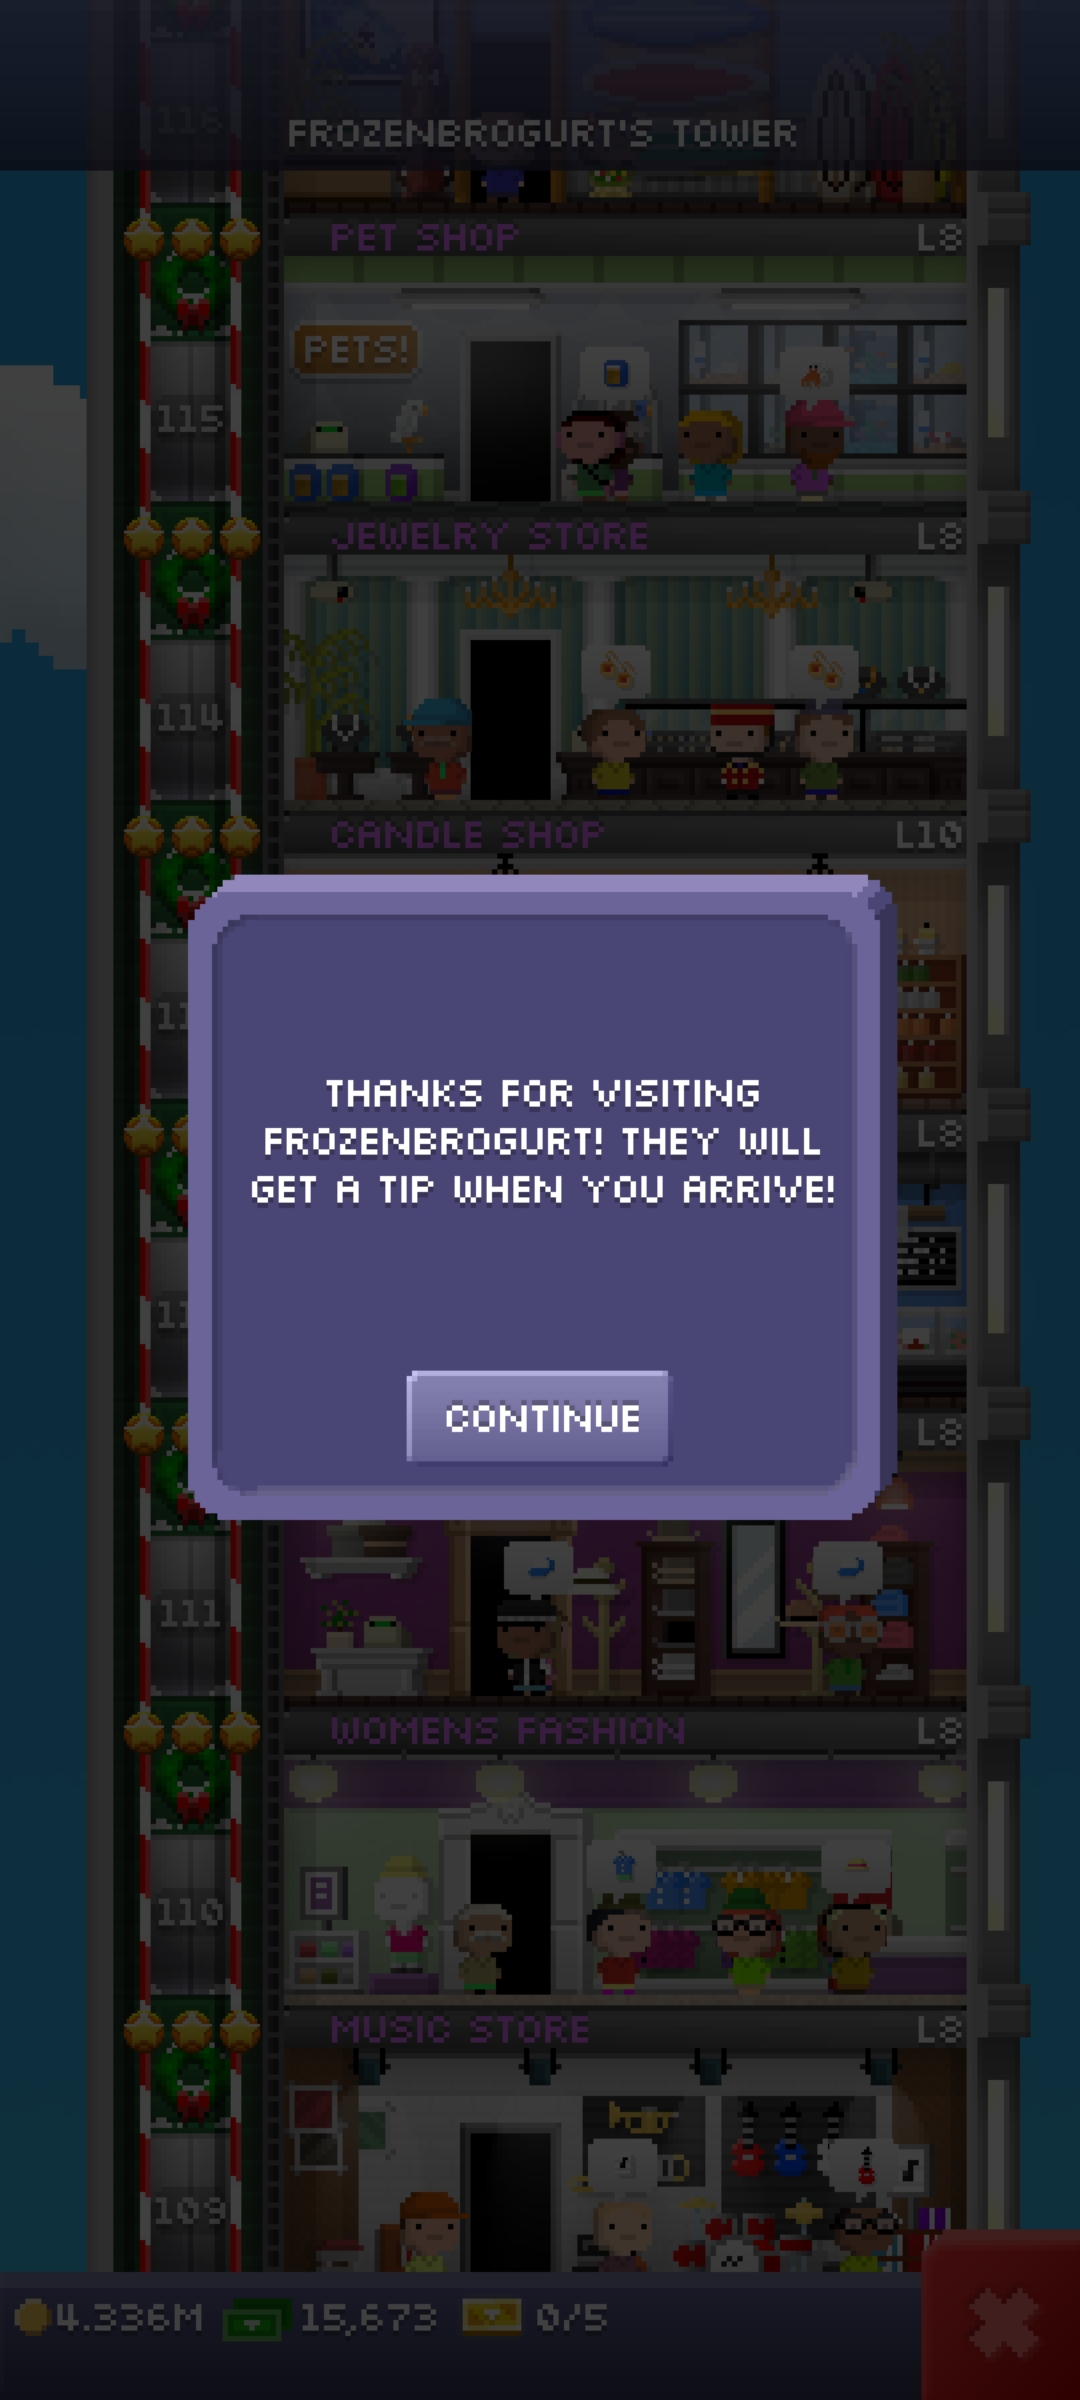 116
FROZENBROGURT'S TOWER
PET SHOP L8
PETS!
115
JEWELRY STORE L8
114
CANDLE SHOP L10
THANKS FOR VISITING
FROZENBROGURT! THEY WILL
GET A TIP WHEN YOU ARRIVE!
L8
CONTINUE
L8
111
WOMENS FASHION L8
110
MUSIC STORE L8
109
4.336M 15,673 0/5